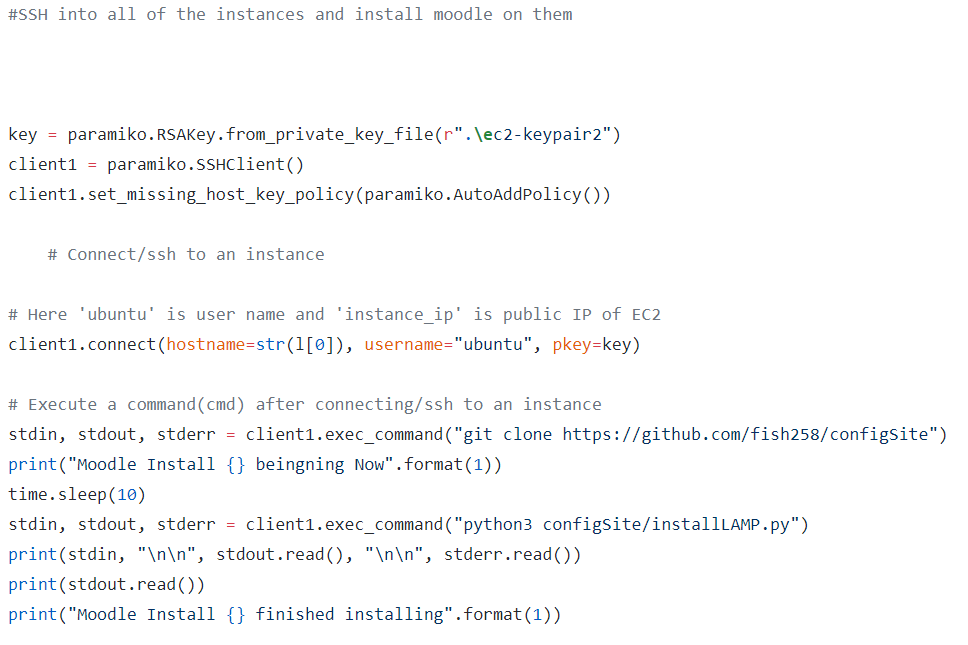 #SSH into all of the instances and install moodle on them
key = paramiko.RSAKey.from_private_key_file(r".\ec2-keypair2")
client1 = paramiko.SSHClient()
client1.set_missing_host_key_policy(paramiko.AutoAddPolicy())
# Connect/ssh to an instance
# Here 'ubuntu' is user name and 'instance_ip' is public IP of EC2
client1.connect(hostname=str(l[0]), username="ubuntu", pkey=key)
# Execute a command(cmd) after connecting/ssh to an instance
stdin, stdout, stderr = client1.exec_command("git clone https://github.com/fish258/configSite")
print("Moodle Install {} beingning Now".format(1))
time.sleep(10)
stdin, stdout, stderr = client1.exec_command("python3 configSite/installLAMP.py")
print(stdin, "\n\n", stdout.read(), "\n\n", stderr.read())
print(stdout.read())
print("Moodle Install {} finished installing".format(1))